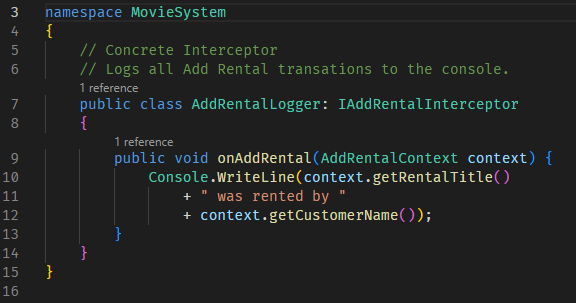 3 namespace MovieSystem
4 {
5 // Concrete Interceptor
6 // Logs all Add Rental transations to the console.
1 reference
7 public class AddRentalLogger: IAddRentalInterceptor
8 {
1 reference
9 public void onAddRental(AddRentalContext context) {
10 Console.WriteLine(context.getRentalTitle()
11 + " was rented by "
12 + context.getCustomerName());
13 }
14 }
15 }
16